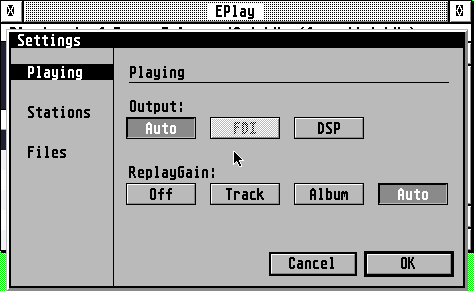 EPlay
Settings
Playing
Stations
Files
Playing
Output:
Auto FDI DSP
ReplayGain:
Off Track Album Auto
Cancel OK